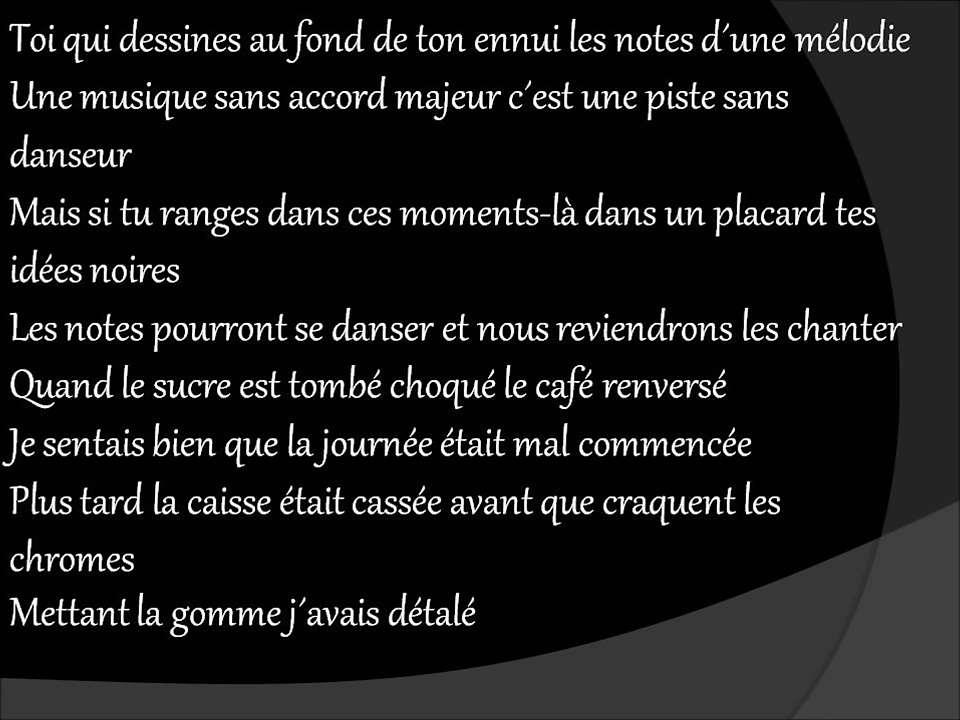 Toi qui dessines au fond de ton ennui les notes d´une mélodie
Une musique sans accord majeur c´est une piste sans
danseur
Mais si tu ranges dans ces moments-là dans un placard tes
idées noires
Les notes pourront se danser et nous reviendrons les chanter
Quand le sucre est tombé choqué le café renversé
Je sentais bien que la journée était mal commencée
Plus tard la caisse était cassée avant que craquent les
chromes
Mettant la gomme j´avais détalé